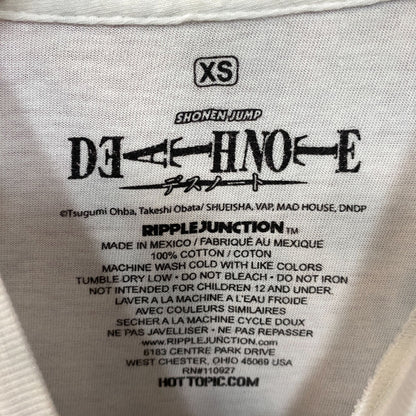 XS
SHONEN JUMP
DEATHNOTE
デスノート
©Tsugumi Ohba, Takeshi Obata/ SHUEISHA, VAP, MAD HOUSE, DNDP
RIPPLE JUNCTION™
MADE IN MEXICO / FABRIQUÉ AU MEXIQUE
100% COTTON / COTON
MACHINE WASH COLD WITH LIKE COLORS
TUMBLE DRY LOW • DO NOT BLEACH • DO NOT IRON
NOT INTENDED FOR CHILDREN 12 AND UNDER.
LAVER A LA MACHINE A L'EAU FROIDE
AVEC COULEURS SIMILAIRES
SECHER A LA MACHINE CYCLE DOUX
NE PAS JAVELLISER • NE PAS REPASSER
www.RIPPLEJUNCTION.com
6183 CENTRE PARK DRIVE
WEST CHESTER, OHIO 45069 USA
RN#110927
HOTTOPIC.COM